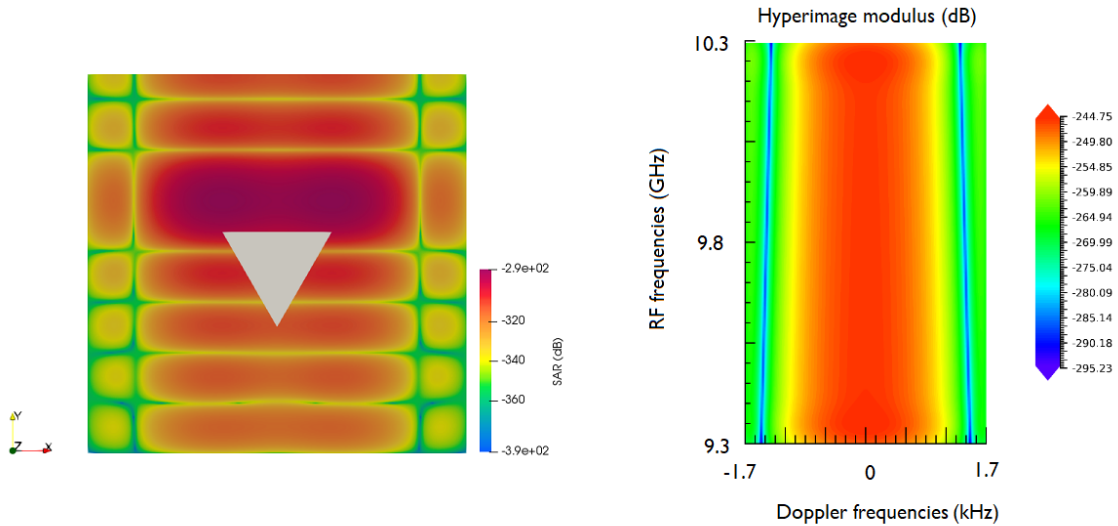 -2.9e+02
-320
-340
-360
-3.9e+02
SAR (dB)
Y
Z
X
Hyperimage modulus (dB)
10.3
9.8
9.3
RF frequencies (GHz)
-1.7
0
1.7
Doppler frequencies (kHz)
-244.75
-249.80
-254.85
-259.89
-264.94
-269.99
-275.04
-280.09
-285.14
-290.18
-295.23